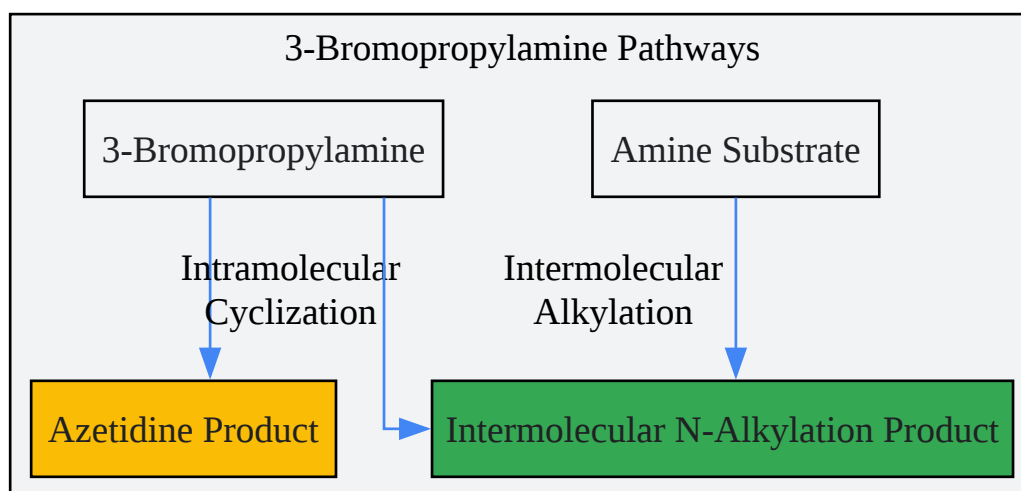 3-Bromopropylamine Pathways
3-Bromopropylamine
Amine Substrate
Intramolecular
Cyclization
Intermolecular
Alkylation
Azetidine Product
Intermolecular N-Alkylation Product